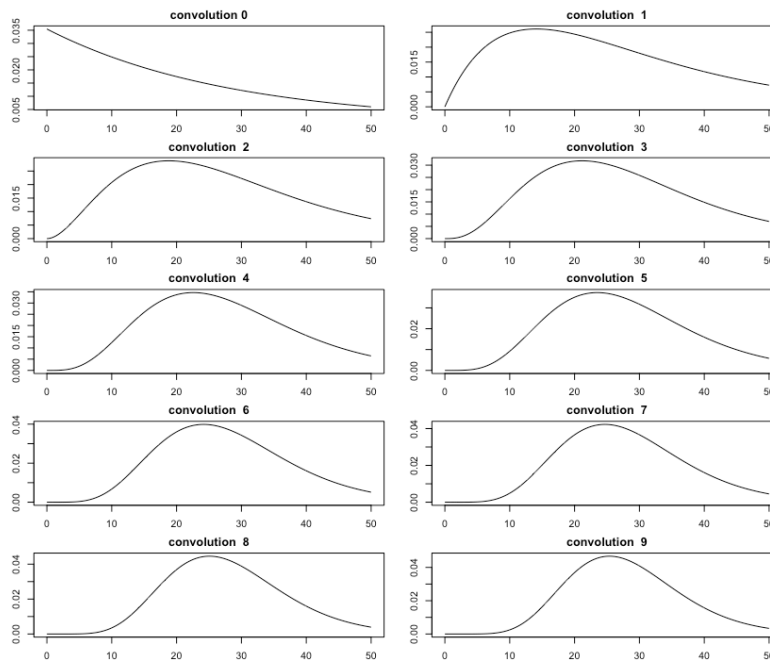 convolution 0
0.005 0.020 0.035
0 10 20 30 40 50
convolution 1
0.000 0.015
0 10 20 30 40 50
convolution 2
0.000 0.015
0 10 20 30 40 50
convolution 3
0.000 0.015 0.030
0 10 20 30 40 50
convolution 4
0.000 0.015 0.030
0 10 20 30 40 50
convolution 5
0.00 0.02
0 10 20 30 40 50
convolution 6
0.00 0.02 0.04
0 10 20 30 40 50
convolution 7
0.00 0.02 0.04
0 10 20 30 40 50
convolution 8
0.00 0.02 0.04
0 10 20 30 40 50
convolution 9
0.00 0.02 0.04
0 10 20 30 40 50